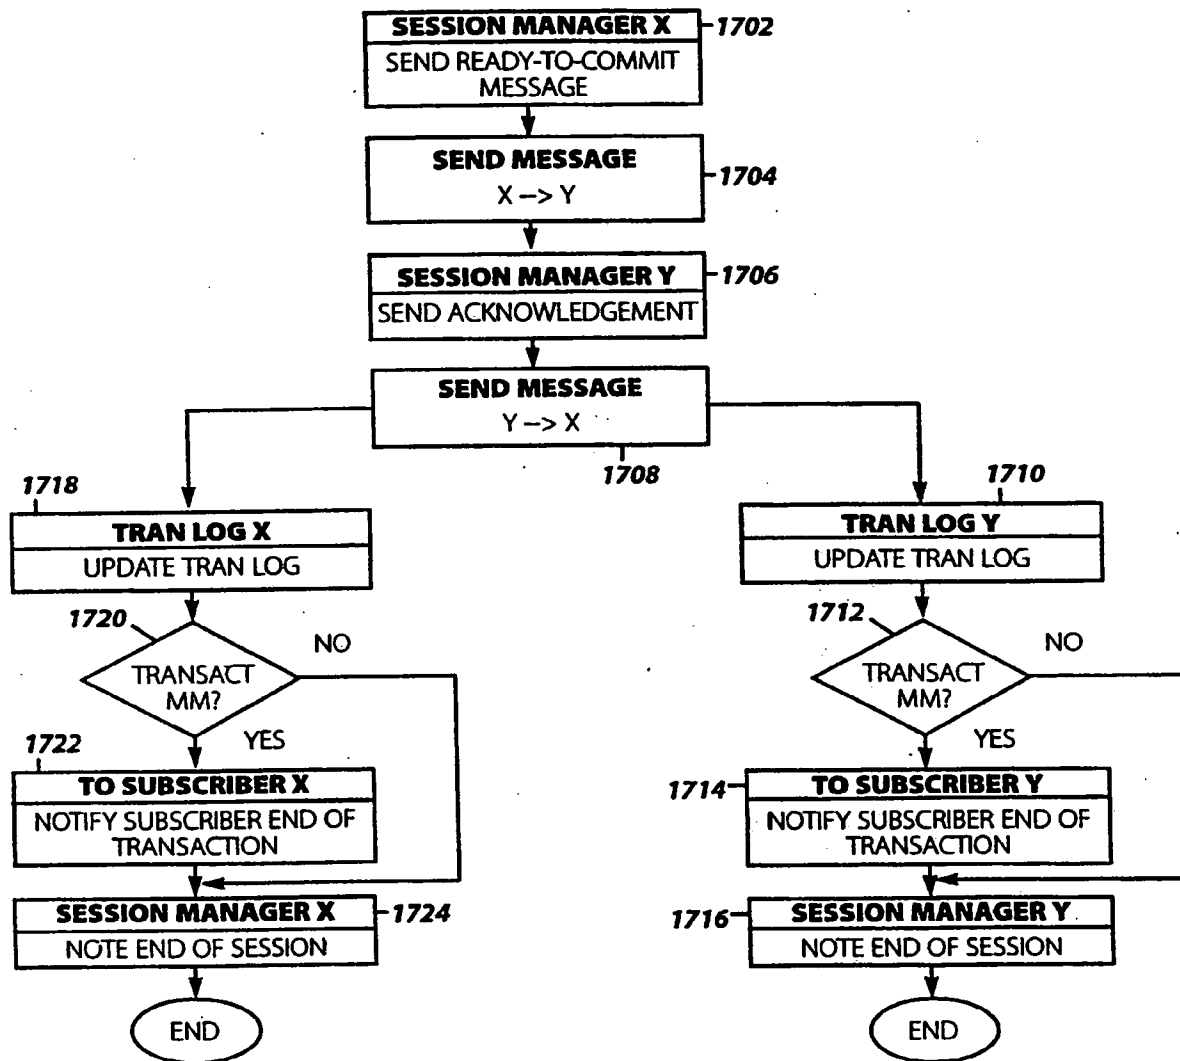 SESSION MANAGER X
1702
SEND READY-TO-COMMIT
MESSAGE
SEND MESSAGE
1704
X --> Y
SESSION MANAGER Y
1706
SEND ACKNOWLEDGEMENT
SEND MESSAGE
Y --> X
1708
1718
TRAN LOG X
UPDATE TRAN LOG
1720
NO
TRANSACT
MM?
YES
1722
TO SUBSCRIBER X
NOTIFY SUBSCRIBER END OF
TRANSACTION
SESSION MANAGER X
1724
NOTE END OF SESSION
END
1710
TRAN LOG Y
UPDATE TRAN LOG
1712
NO
TRANSACT
MM?
YES
1714
TO SUBSCRIBER Y
NOTIFY SUBSCRIBER END OF
TRANSACTION
1716
SESSION MANAGER Y
NOTE END OF SESSION
END